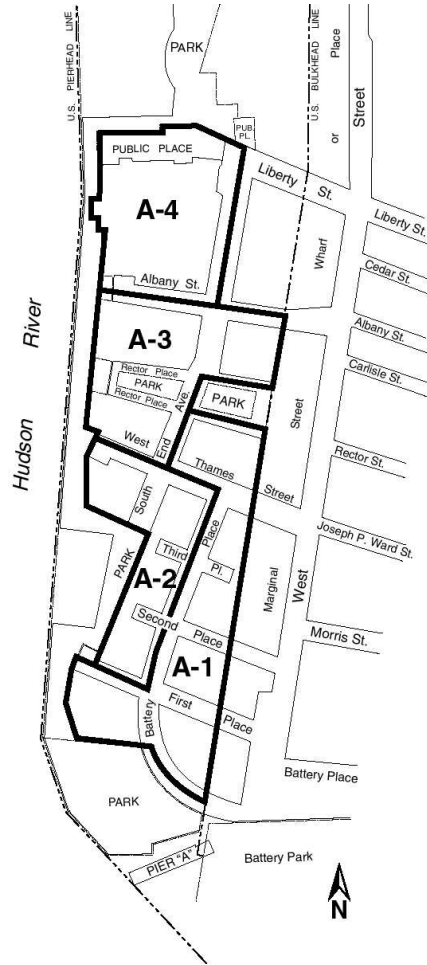 U.S. PIERHEAD LINE
PARK
U.S. BULKHEAD LINE
Place
or
Street
PUB.
PL.
PUBLIC PLACE
Liberty St.
A-4
Liberty St.
Wharf
Cedar St.
Albany St.
Albany St.
A-3
Carlisle St.
Hudson River
Rector Place
PARK
Rector Place
Ave.
PARK
Street
West
End
Rector St.
Thames
Street
South
Place
Joseph P. Ward St.
Third
PARK
Pl.
A-2
Marginal
West
Second
Place
Morris St.
A-1
First
Place
Battery
Battery Place
PARK
PIER "A"
Battery Park
N